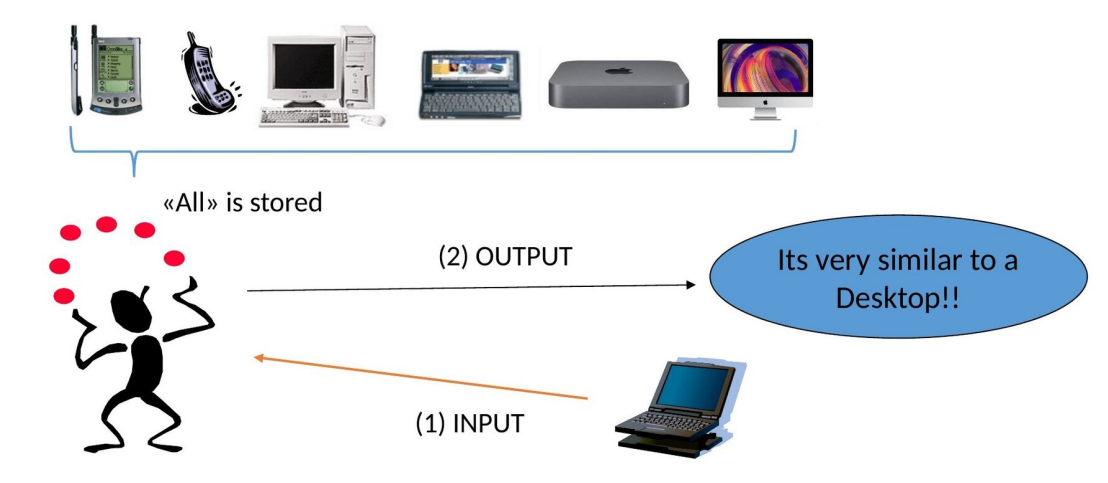 «All» is stored
(2) OUTPUT
Its very similar to a
Desktop!!
(1) INPUT